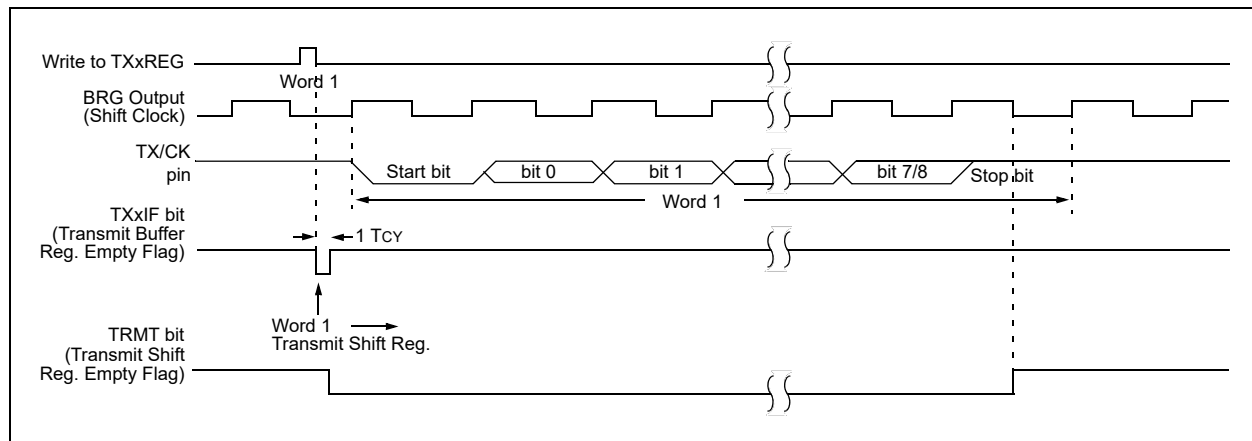 Write to TXxREG
Word 1
BRG Output
(Shift Clock)
TX/CK
pin
Start bit
bit 0
bit 1
bit 7/8
Stop bit
Word 1
TXxIF bit
(Transmit Buffer
Reg. Empty Flag)
1 TCY
Word 1
Transmit Shift Reg.
TRMT bit
(Transmit Shift
Reg. Empty Flag)